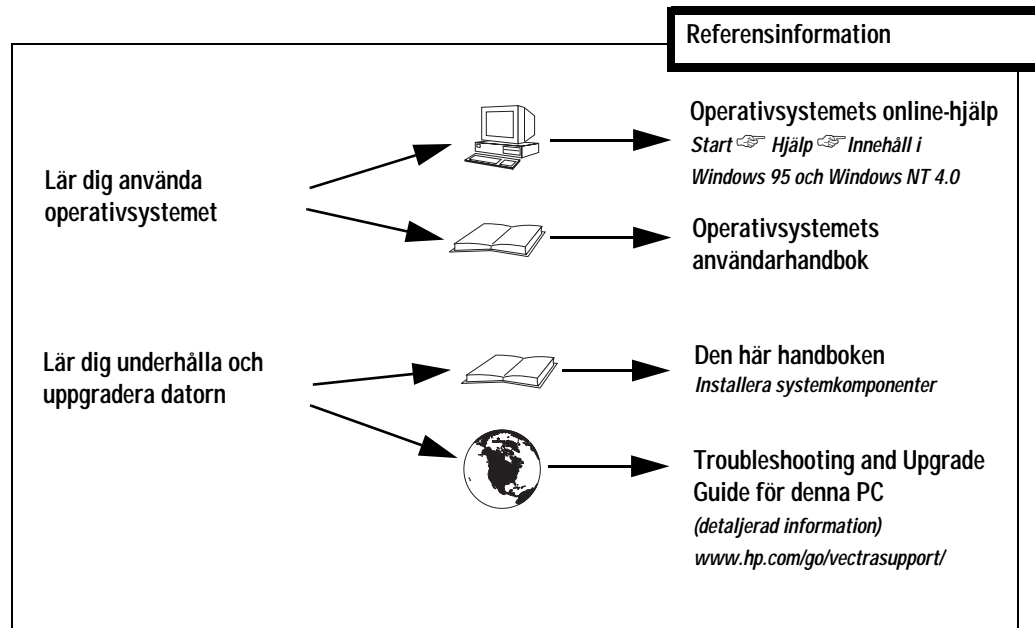 Referensinformation
Lär dig använda
operativsystemet
Operativsystemets online-hjälp
Start ☞ Hjälp ☞ Innehåll i
Windows 95 och Windows NT 4.0
Operativsystemets
användarhandbok
Lär dig underhålla och
uppgradera datorn
Den här handboken
Installera systemkomponenter
Troubleshooting and Upgrade
Guide för denna PC
(detaljerad information)
www.hp.com/go/vectrasupport/